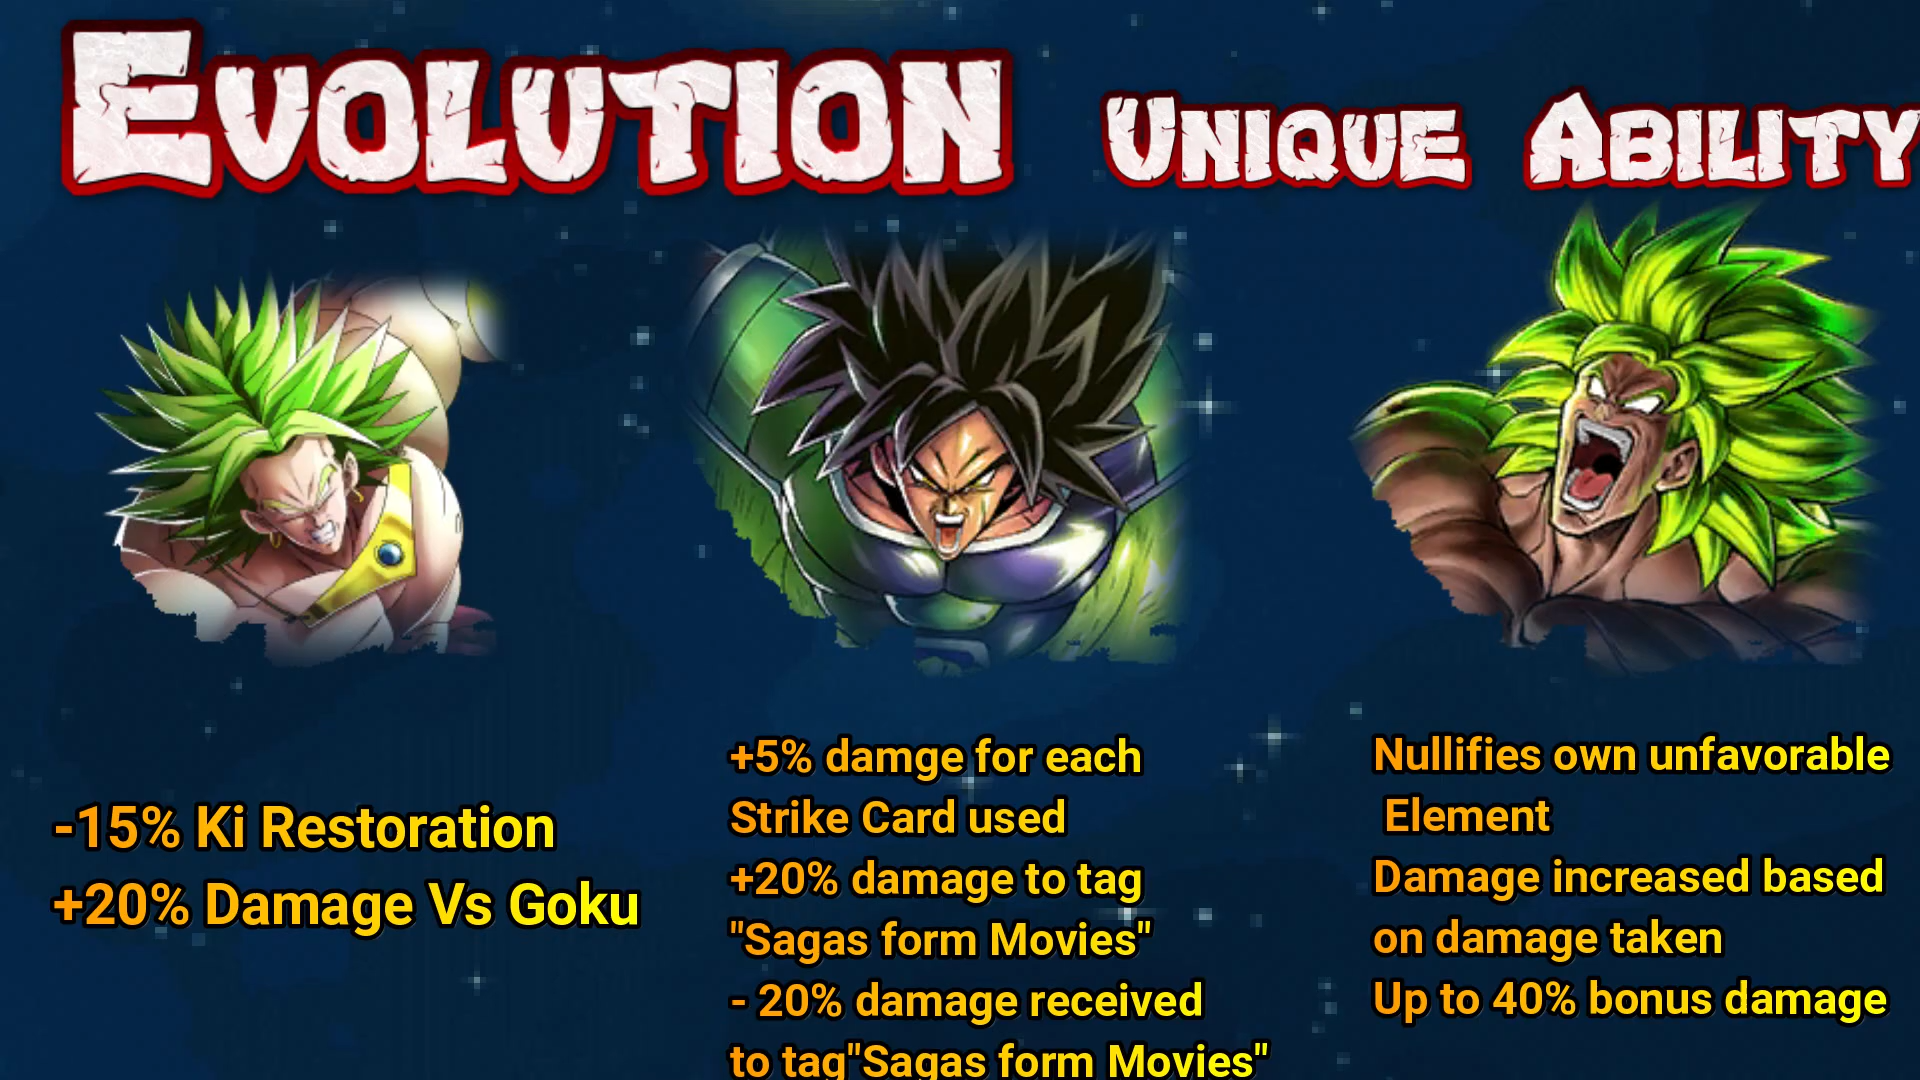 Evolution Unique Ability
-15% Ki Restoration
+20% Damage Vs Goku
+5% damge for each
Strike Card used
+20% damage to tag
"Sagas form Movies"
- 20% damage received
to tag"Sagas form Movies"
Nullifies own unfavorable
Element
Damage increased based
on damage taken
Up to 40% bonus damage